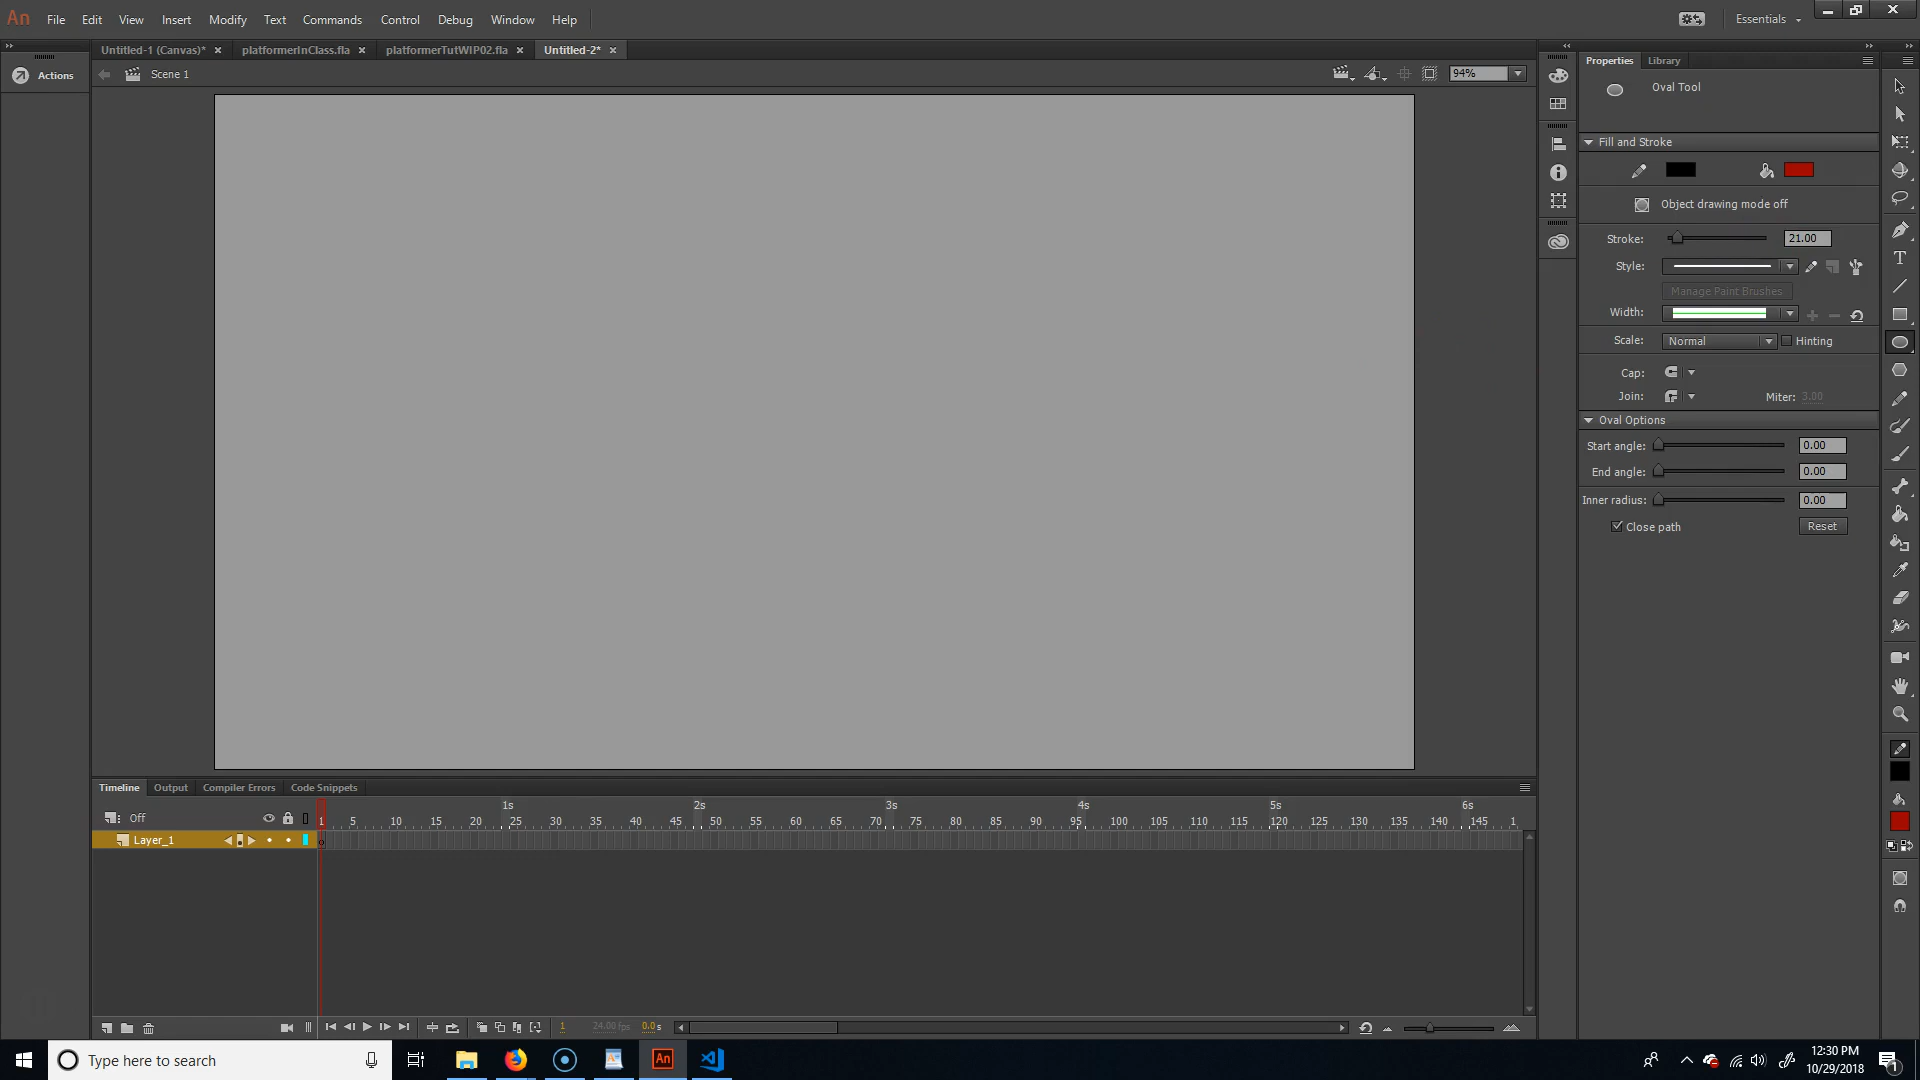 An File Edit View Insert Modify Text Commands Control Debug Window Help Essentials
Untitled-1 (Canvas)* platformerInClass.fla platformerTutWIP02.fla Untitled-2*
Actions
Scene 1
94%
Properties Library
Oval Tool
Fill and Stroke
Object drawing mode off
Stroke: 21.00
Style:
Manage Paint Brushes
Width:
Scale: Normal Hinting
Cap:
Join: Miter: 3.00
Oval Options
Start angle: 0.00
End angle: 0.00
Inner radius: 0.00
Close path Reset
T
Timeline Output Compiler Errors Code Snippets
1s 2s 3s 4s 5s 6s
Off 1 5 10 15 20 25 30 35 40 45 50 55 60 65 70 75 80 85 90 95 100 105 110 115 120 125 130 135 140 145 1
Layer_1
1 24.00 fps 0.0 s
Type here to search
An
12:30 PM
10/29/2018
1